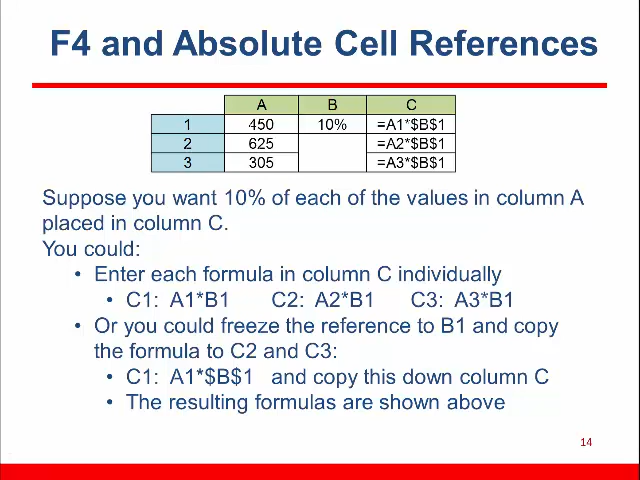 F4 and Absolute Cell References
A B C
1 450 10% =A1*$B$1
2 625 =A2*$B$1
3 305 =A3*$B$1
Suppose you want 10% of each of the values in column A
placed in column C.
You could:
• Enter each formula in column C individually
• C1: A1*B1 C2: A2*B1 C3: A3*B1
• Or you could freeze the reference to B1 and copy
the formula to C2 and C3:
• C1: A1*$B$1 and copy this down column C
• The resulting formulas are shown above
14